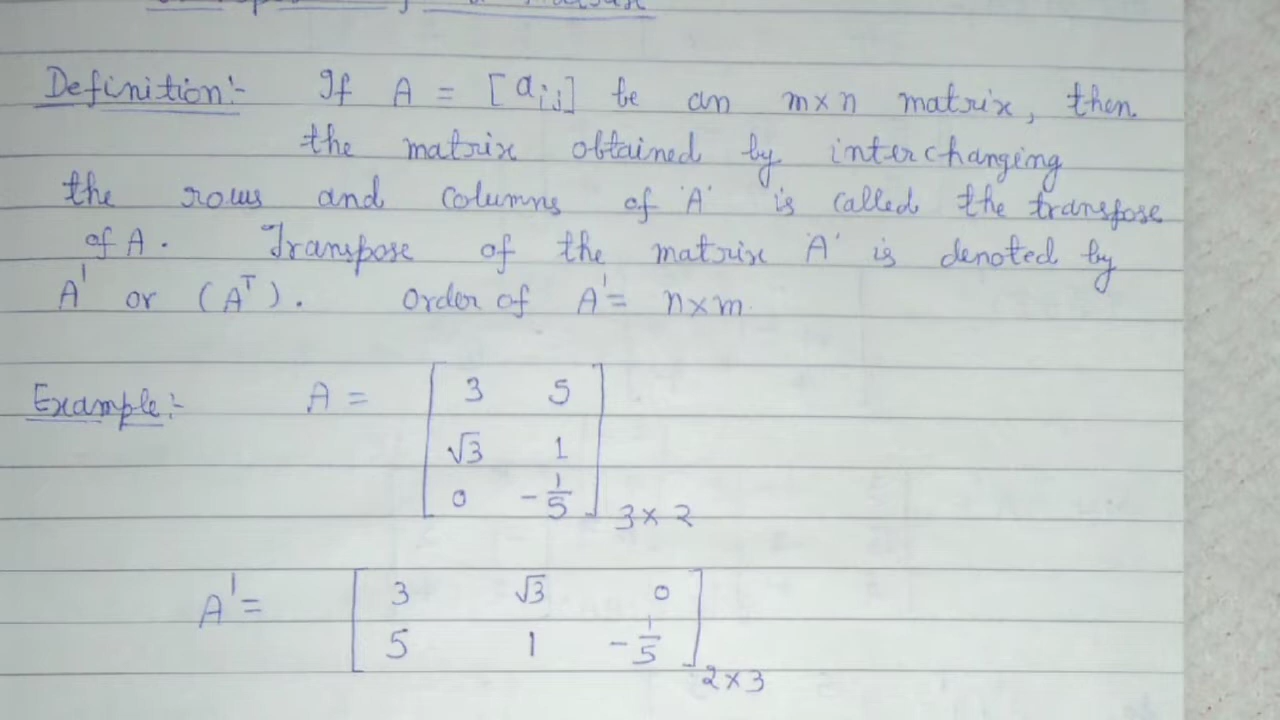 Definition:- If A = [aij] be an m×n matrix, then
the matrix obtained by interchanging
the rows and columns of 'A' is called the transpose
of A. Transpose of the matrix 'A' is denoted by
A' or (Aᵀ). Order of A' = n×m.
Example:- A = [ 3 5
√3 1
0 -1/5 ] 3×2
A' = [ 3 √3 0
5 1 -1/5 ] 2×3